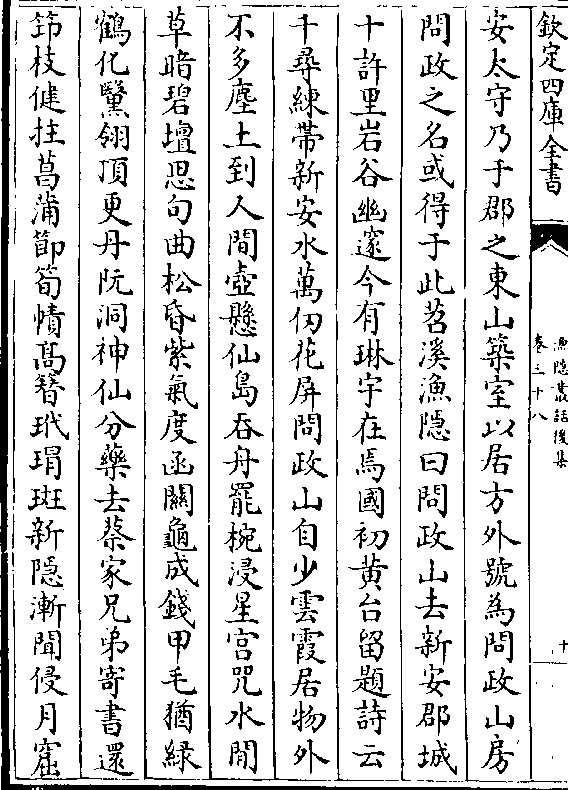 欽定四庫全書
漁隱叢話後集
卷三十八
十
安太守乃于郡之東山築室以居方外號為問政山房
問政之名或得于此苕溪漁隱曰問政山去新安郡城
十許里岩谷幽邃今有琳宇在焉國初黄台留題詩云
千尋練帶新安水萬仞花屏問政山自少雲霞居物外
不多塵土到人間壺懸仙島吞舟罷椀浸星宫咒水閒
草暗碧壇思句曲松昏紫氣度函關龜成錢甲毛猶緑
鶴化驚翎頂更丹阮洞神仙分藥去蔡家兄弟寄書還
笻枝健拄菖蒲節筍幘髙簪玳瑁斑新隠漸聞侵月窟